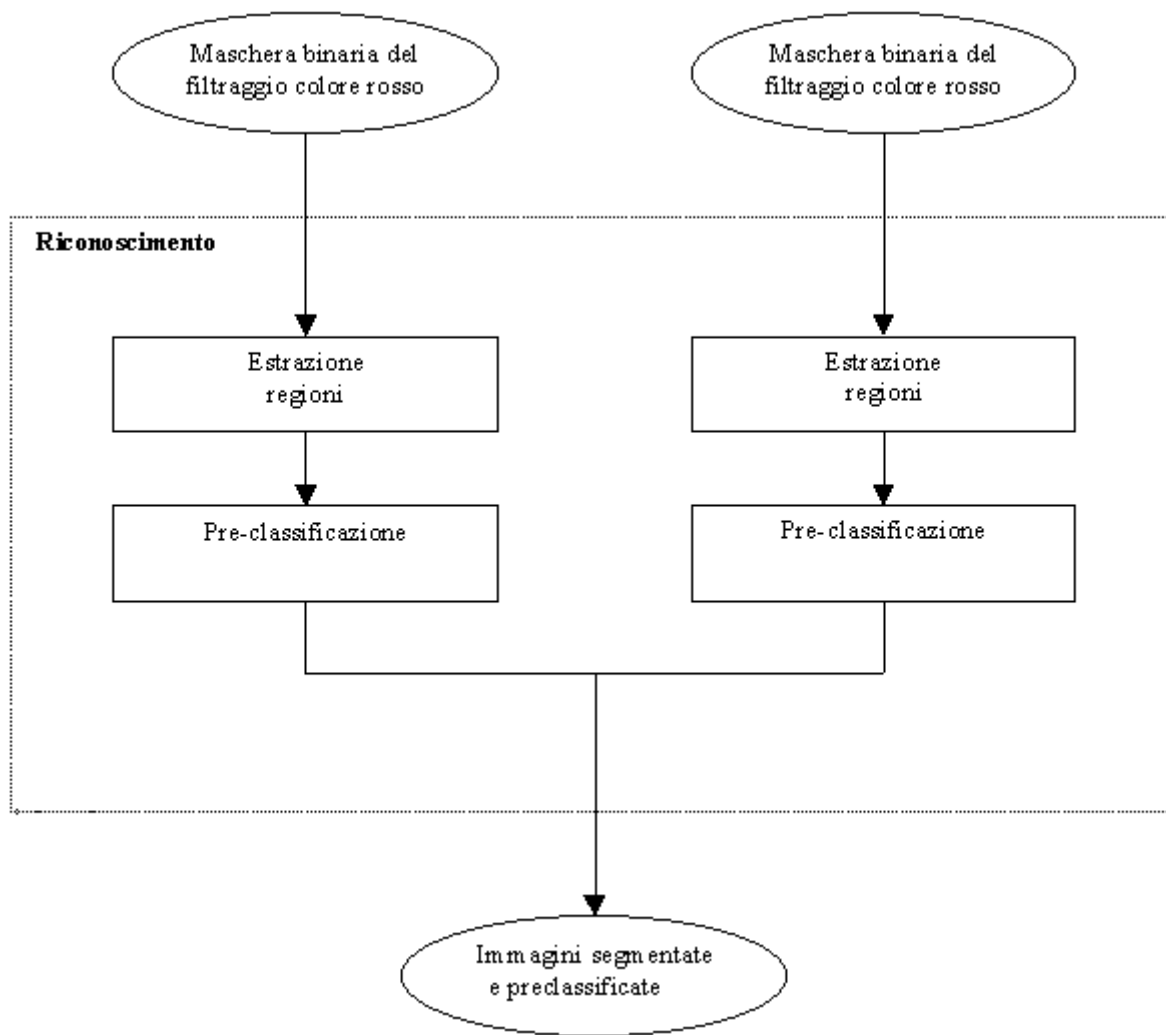 Maschera binaria del
filtraggio colore rosso
Maschera binaria del
filtraggio colore rosso
Riconoscimento
Estrazione
regioni
Estrazione
regioni
Pre-classificazione
Pre-classificazione
Immagini segmentate
e preclassificate